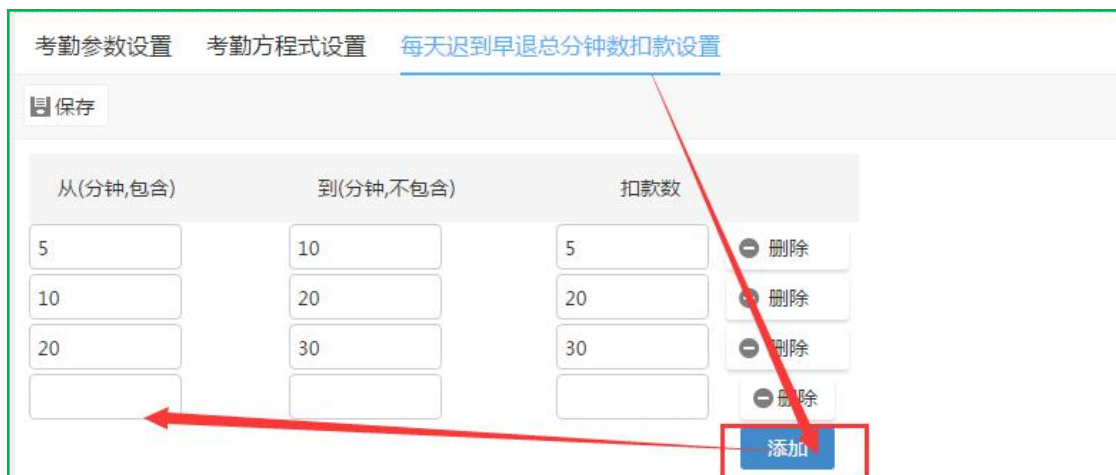 考勤参数设置 考勤方程式设置 每天迟到早退总分钟数扣款设置
保存
从(分钟,包含) 到(分钟,不包含) 扣款数
5 10 5 删除
10 20 20 删除
20 30 30 删除
删除
添加